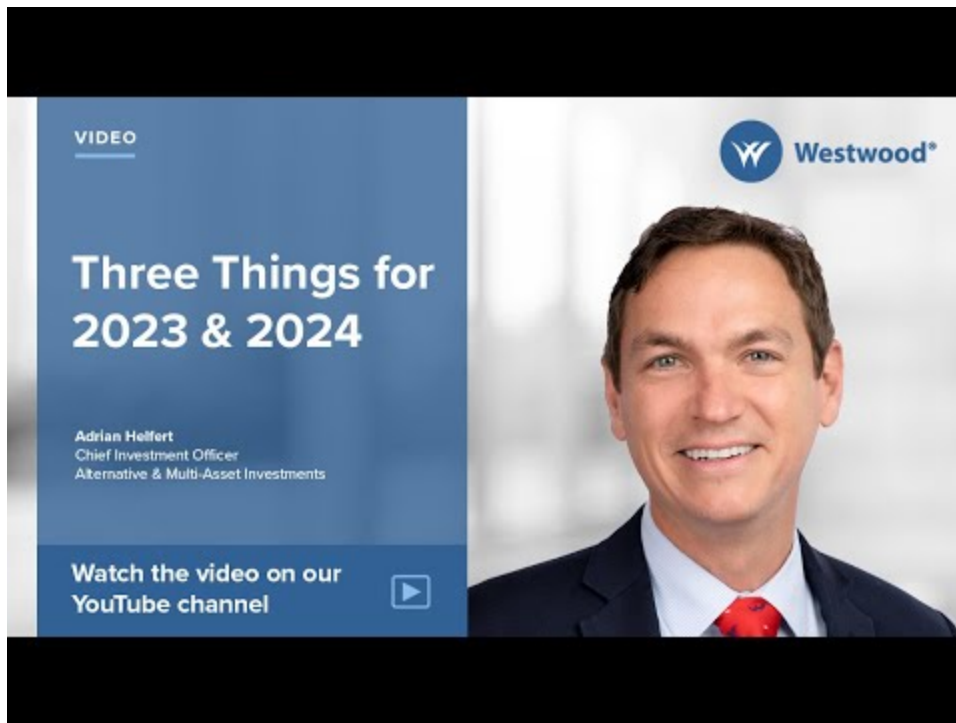 VIDEO
Westwood®
Three Things for
2023 & 2024
Adrian Helfert
Chief Investment Officer
Alternative & Multi-Asset Investments
Watch the video on our
YouTube channel